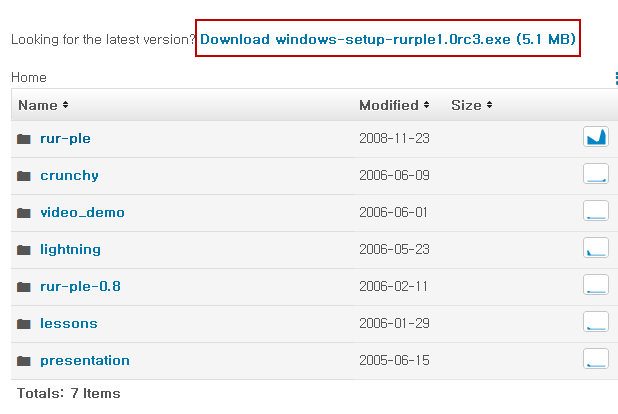 Looking for the latest version? Download windows-setup-rurple1.0rc3.exe (5.1 MB)
Home
Name Modified Size
rur-ple 2008-11-23
crunchy 2006-06-09
video_demo 2006-06-01
lightning 2006-05-23
rur-ple-0.8 2006-02-11
lessons 2006-01-29
presentation 2005-06-15
Totals: 7 Items